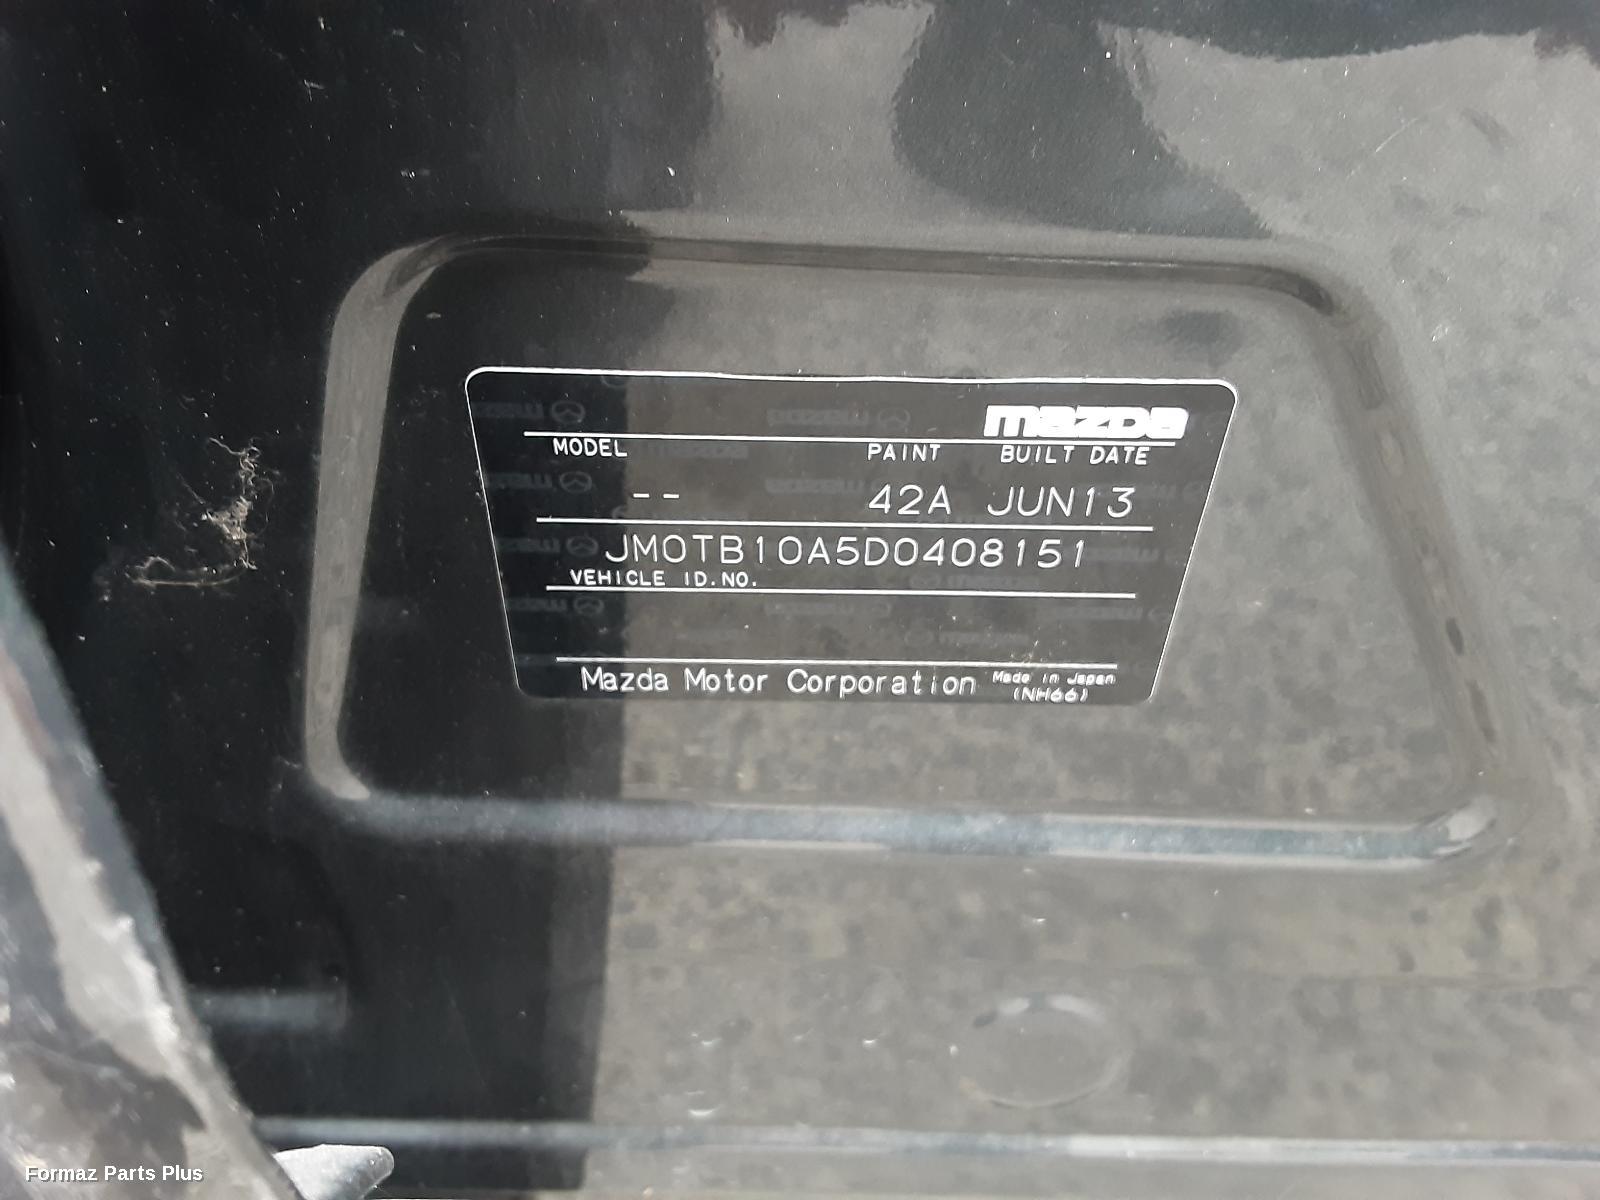 mazda
MODEL PAINT BUILT DATE
-- 42A JUN13
JM0TB10A5D0408151
VEHICLE ID.NO.
Mazda Motor Corporation Made in Japan
(NH66)
Formaz Parts Plus